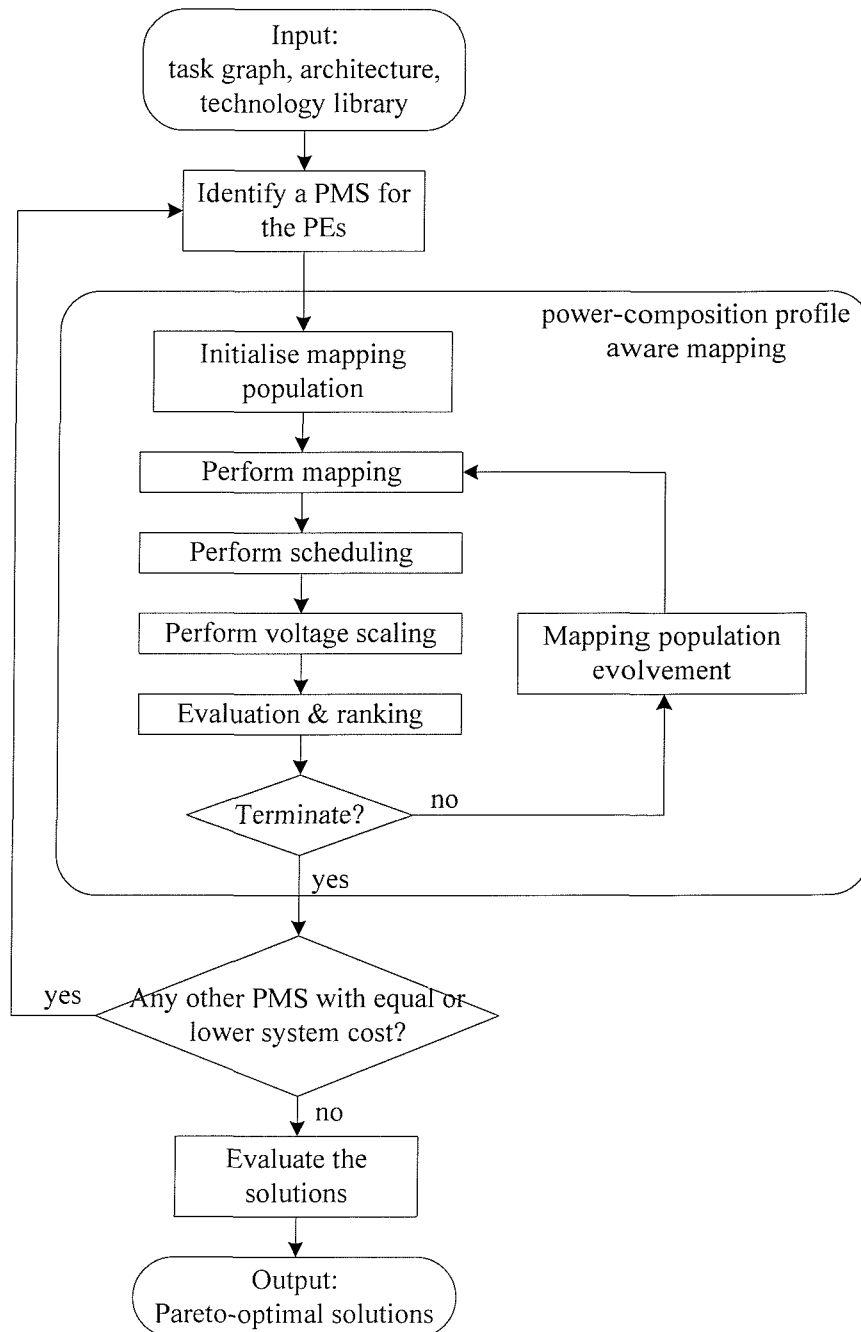 Input:
task graph, architecture,
technology library
Identify a PMS for
the PEs
power-composition profile
aware mapping
Initialise mapping
population
Perform mapping
Perform scheduling
Perform voltage scaling
Mapping population
evolvement
Evaluation & ranking
Terminate?
no
yes
yes
Any other PMS with equal or
lower system cost?
no
Evaluate the
solutions
Output:
Pareto-optimal solutions